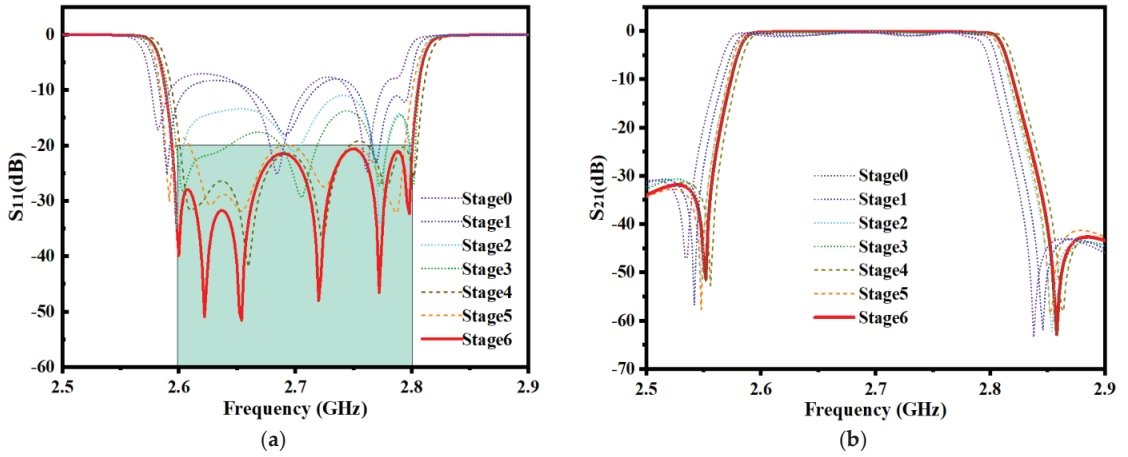 0
-10
-20
-30
-40
-50
-60
S11(dB)
2.5 2.6 2.7 2.8 2.9
Frequency (GHz)
Stage0
Stage1
Stage2
Stage3
Stage4
Stage5
Stage6
(a)
0
-10
-20
-30
-40
-50
-60
-70
S21(dB)
2.5 2.6 2.7 2.8 2.9
Frequency (GHz)
Stage0
Stage1
Stage2
Stage3
Stage4
Stage5
Stage6
(b)